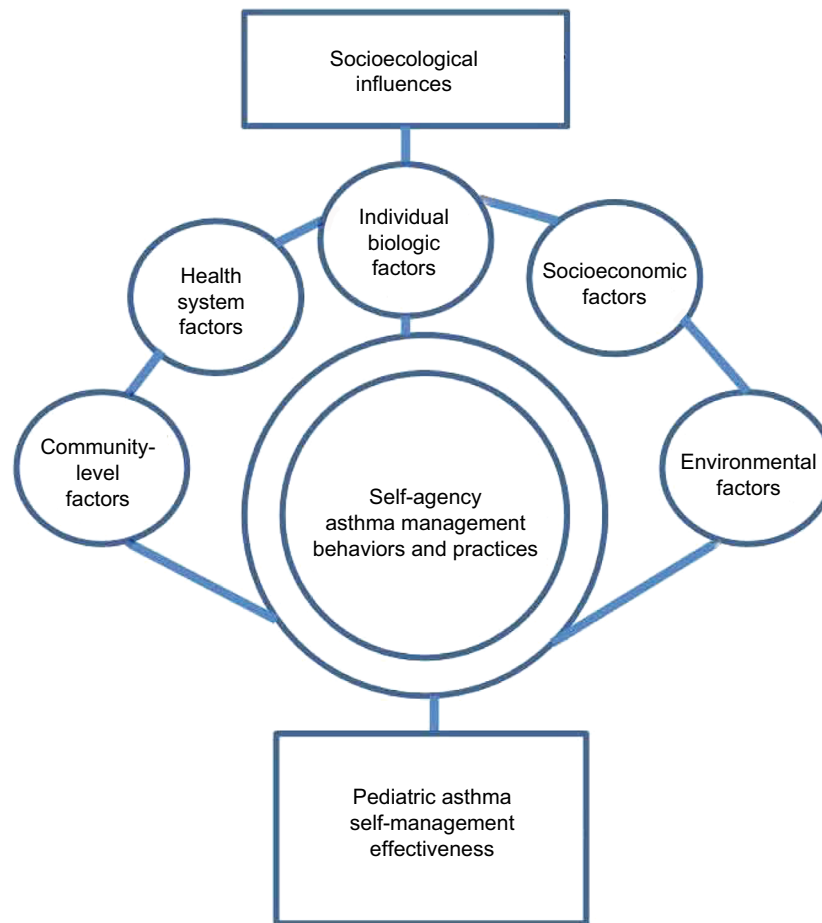 Socioecological
influences
Individual
biologic
factors
Health
system
factors
Socioeconomic
factors
Community-
level
factors
Environmental
factors
Self-agency
asthma management
behaviors and practices
Pediatric asthma
self-management
effectiveness